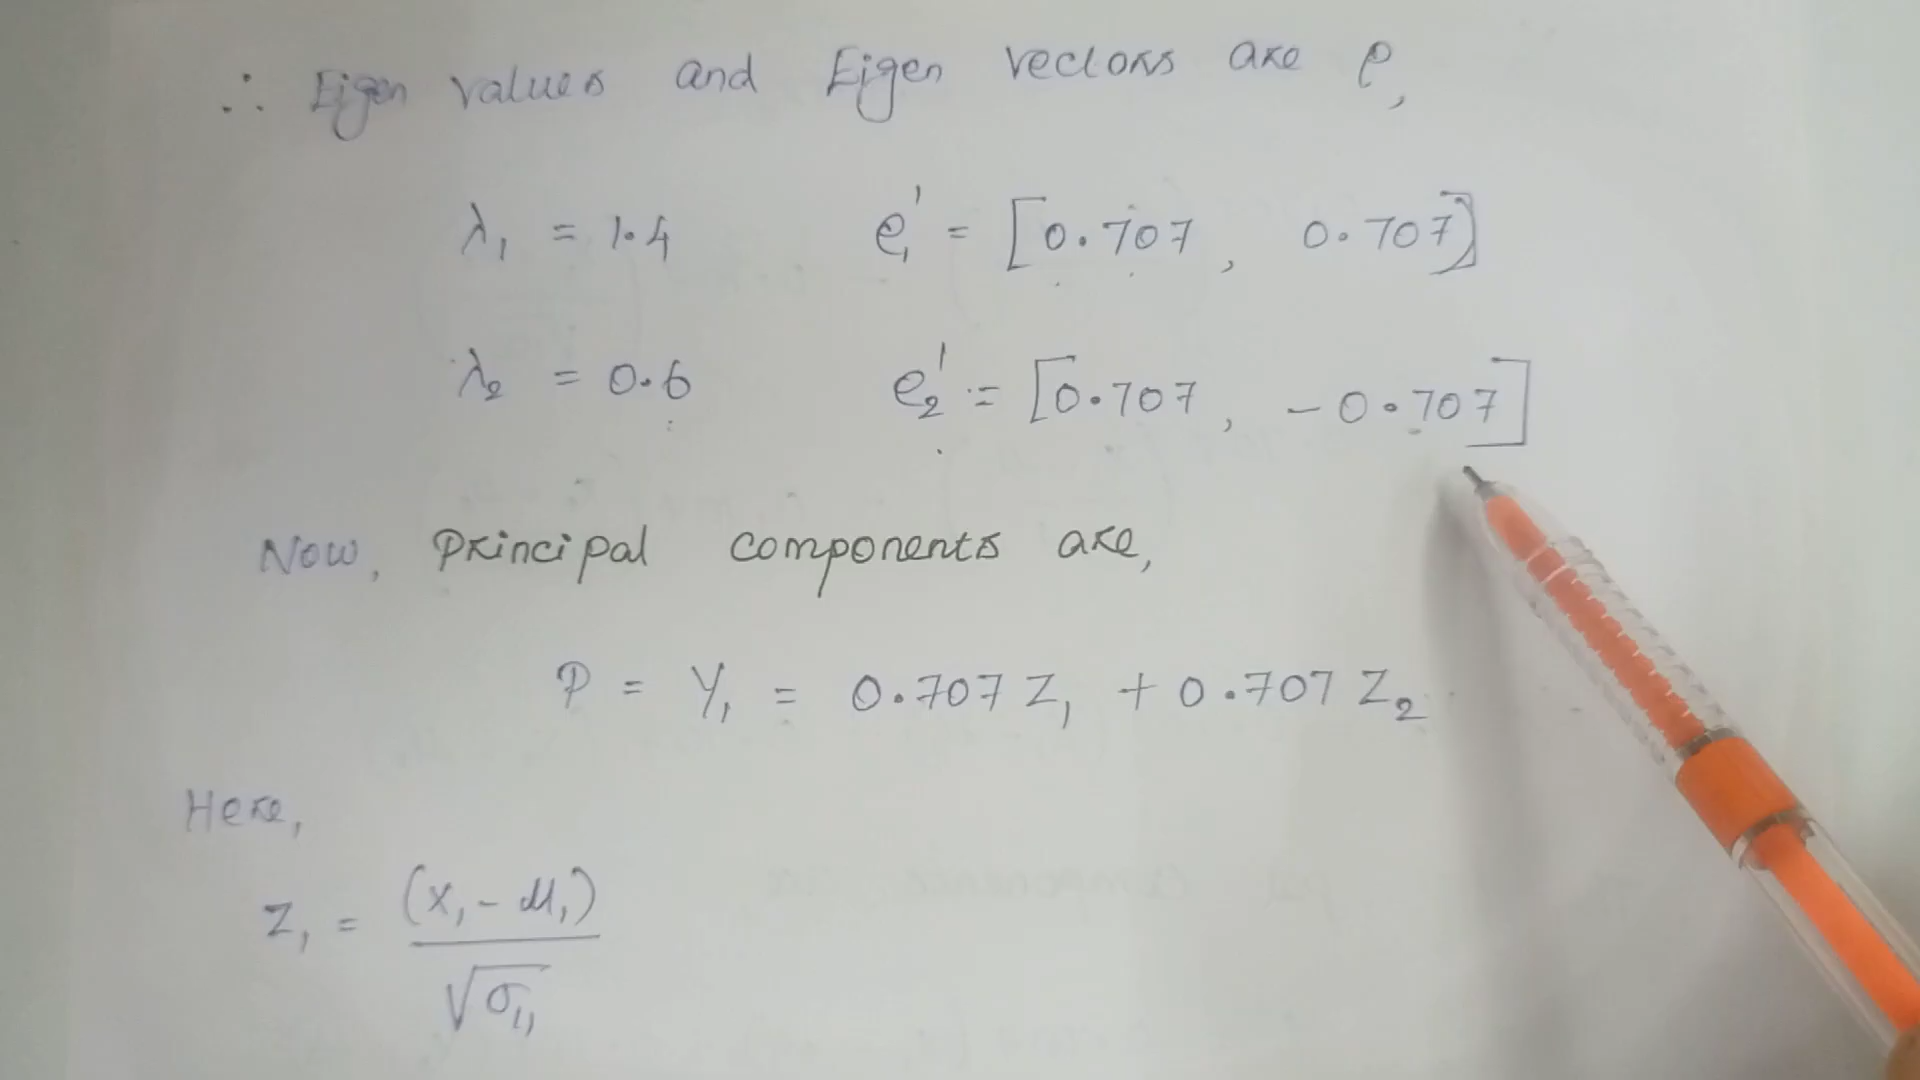 ∴ Eigen values and Eigen vectors are ρ,
λ₁ = 1.4 e₁' = [0.707, 0.707]
λ₂ = 0.6 e₂' = [0.707, -0.707]
Now, principal components are,
P = Y₁ = 0.707 Z₁ + 0.707 Z₂
Here,
Z₁ = (X₁ - μ₁) / √σ₁₁